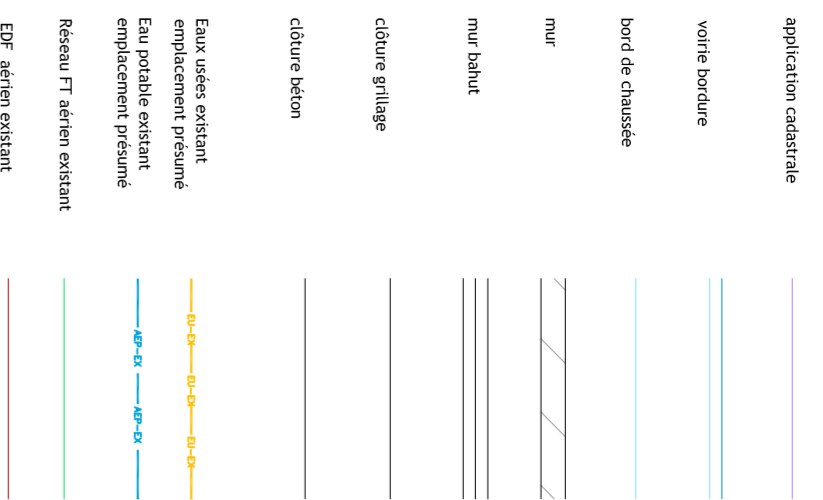 application cadastrale
voirie bordure
bord de chaussée
mur
mur bahut
clôture grillage
clôture béton
Eaux usées existant
emplacement présumé
EU-EX EU-EX EU-EX
Eau potable existant
emplacement présumé
AEP-EX AEP-EX
Réseau FT aérien existant
EDF aérien existant